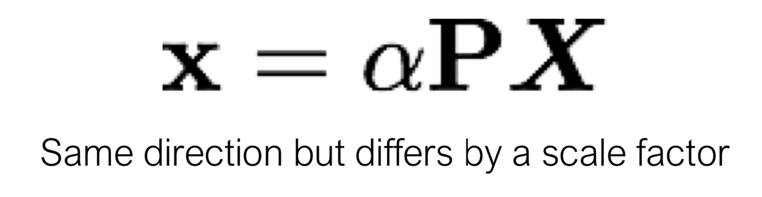 x = αPX
Same direction but differs by a scale factor